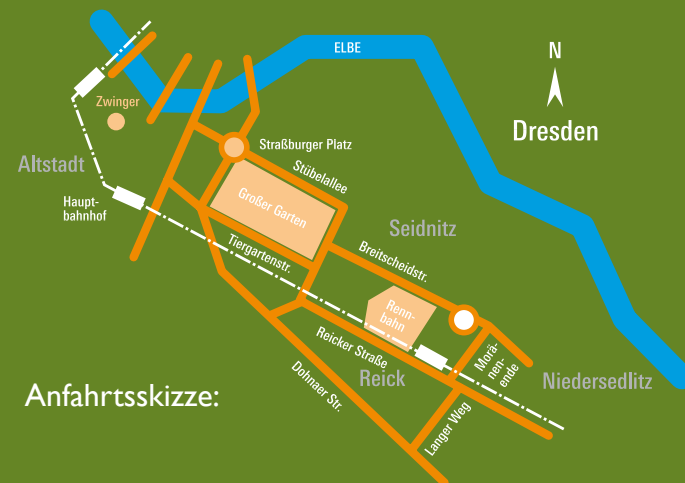 ELBE
N
Dresden
Zwinger
Altstadt
Haupt-
bahnhof
Straßburger Platz
Stübelallee
Großer Garten
Tiergartenstr.
Seidnitz
Breitscheidstr.
Renn-
bahn
Reicker Straße
Reick
Morä-
nen-
ende
Niedersedlitz
Dohnaer Str.
Langer Weg
Anfahrtsskizze: